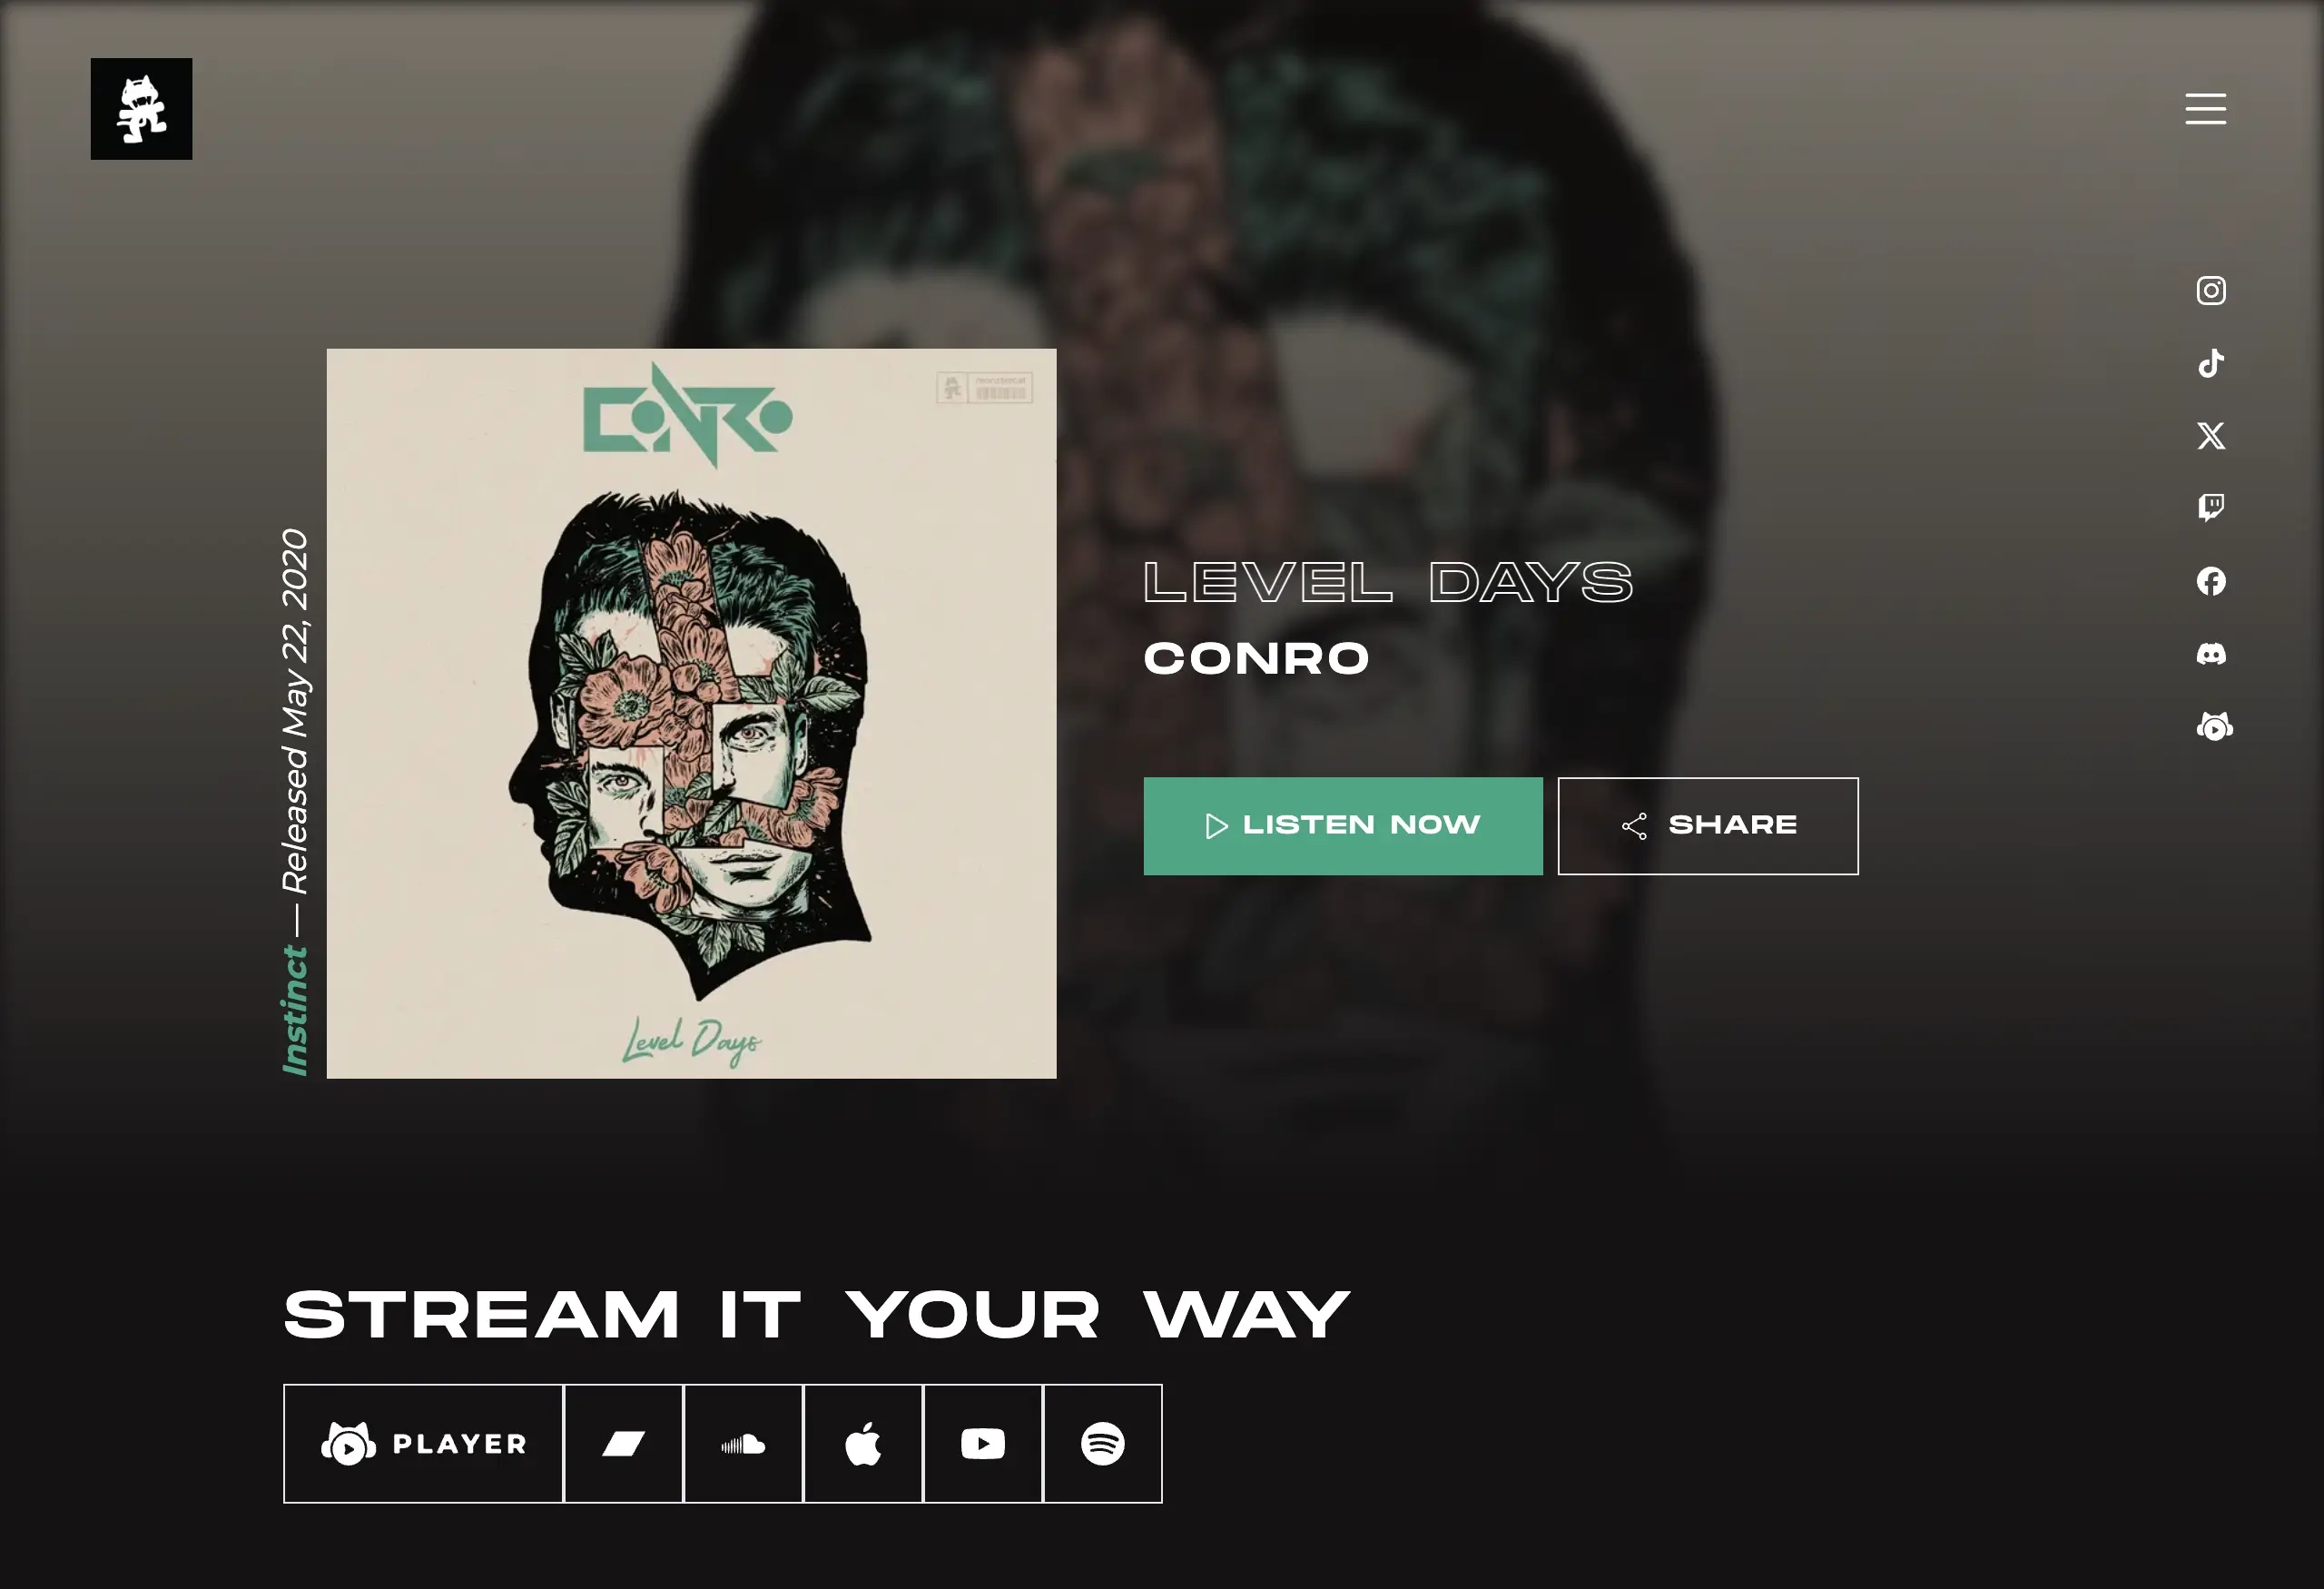 Instinct — Released May 22, 2020
CONRO
monstercat
Level Days
LEVEL DAYS
CONRO
LISTEN NOW
SHARE
STREAM IT YOUR WAY
PLAYER